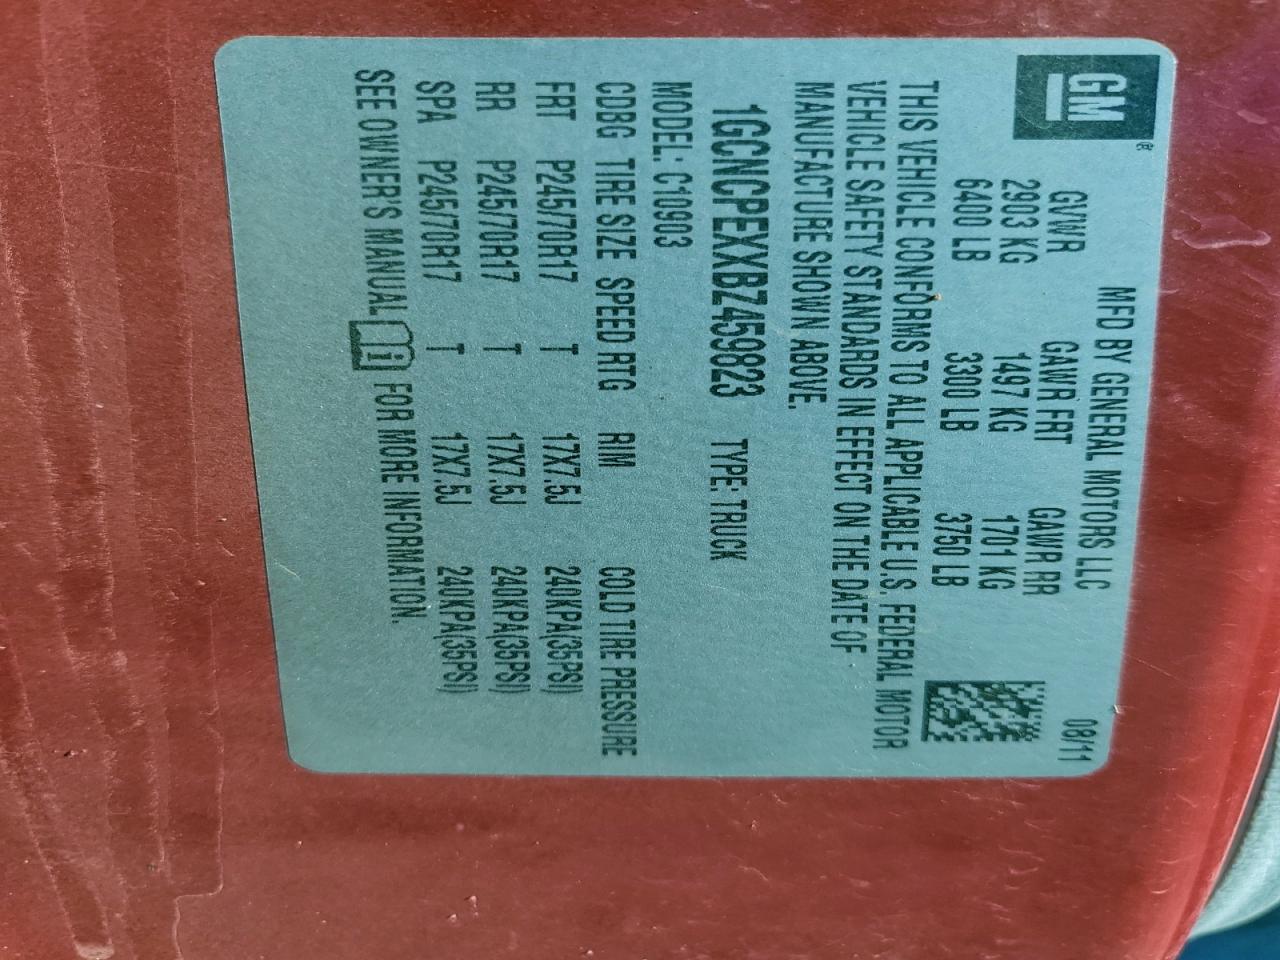 GM®
MFD BY GENERAL MOTORS LLC 08/11
GVWR GAWR FRT GAWR RR
2903 KG 1497 KG 1701 KG
6400 LB 3300 LB 3750 LB
THIS VEHICLE CONFORMS TO ALL APPLICABLE U.S. FEDERAL MOTOR
VEHICLE SAFETY STANDARDS IN EFFECT ON THE DATE OF
MANUFACTURE SHOWN ABOVE.
1GCNCPEXXBZ459823 TYPE: TRUCK
MODEL: C10903
CDBG TIRE SIZE SPEED RTG RIM COLD TIRE PRESSURE
FRT P245/70R17 T 17X7.5J 240KPA(35PSI)
RR P245/70R17 T 17X7.5J 240KPA(35PSI)
SPA P245/70R17 T 17X7.5J 240KPA(35PSI)
SEE OWNER'S MANUAL FOR MORE INFORMATION.